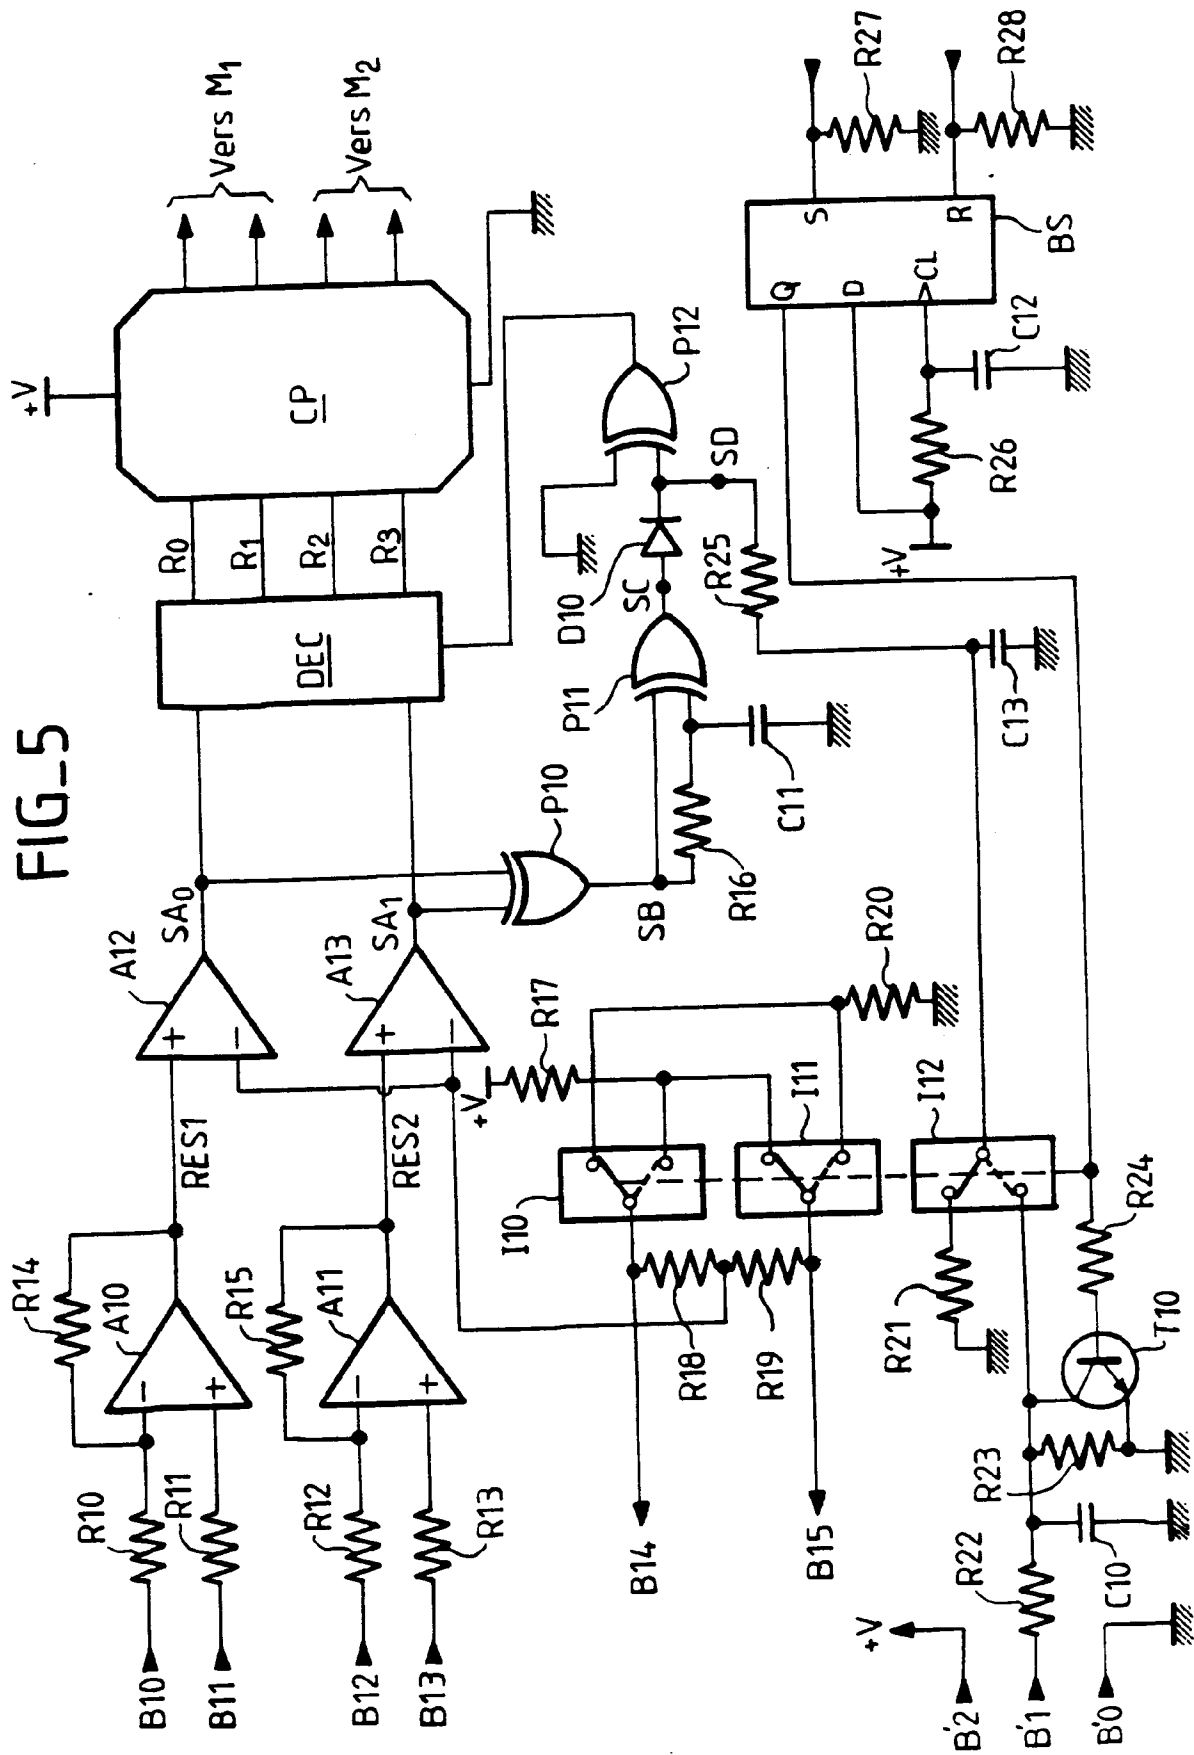 FIG_5
+V
Vers M1
Vers M2
CP
R0
R1
R2
R3
DEC
SA0
SA1
A12
A13
+
-
+
-
RES1
RES2
R14
R15
A10
A11
-
+
-
+
R10
R11
R12
R13
B10
B11
B12
B13
P10
SB
R16
C11
P11
SC
D10
P12
SD
R25
R17
+V
R20
I10
I11
I12
R18
R19
B14
B15
R21
R22
R23
R24
T10
C10
+V
B'2
B'1
B'0
C13
R26
+V
C12
Q
D
CL
S
R
BS
R27
R28